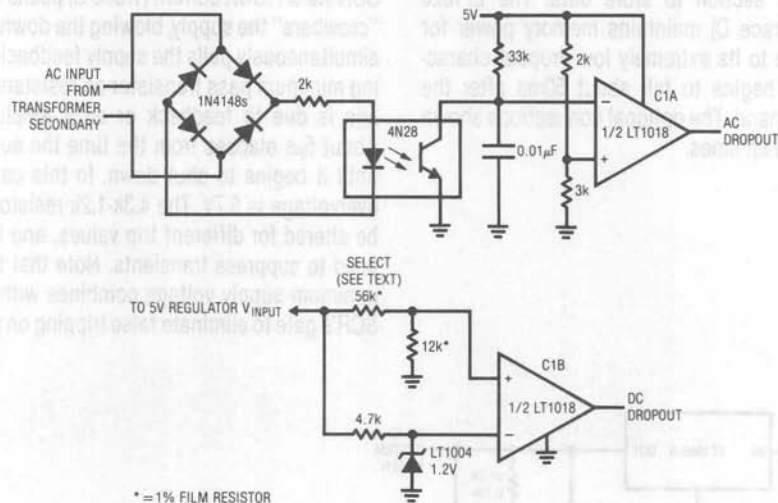 5V
33k
2k
AC INPUT
FROM
TRANSFORMER
SECONDARY
1N4148s
2k
4N28
0.01µF
C1A
−
1/2 LT1018
+
AC
DROPOUT
3k
SELECT
(SEE TEXT)
56k*
TO 5V REGULATOR VINPUT
12k*
C1B
+
1/2 LT1018
−
DC
DROPOUT
4.7k
LT1004
1.2V
* = 1% FILM RESISTOR